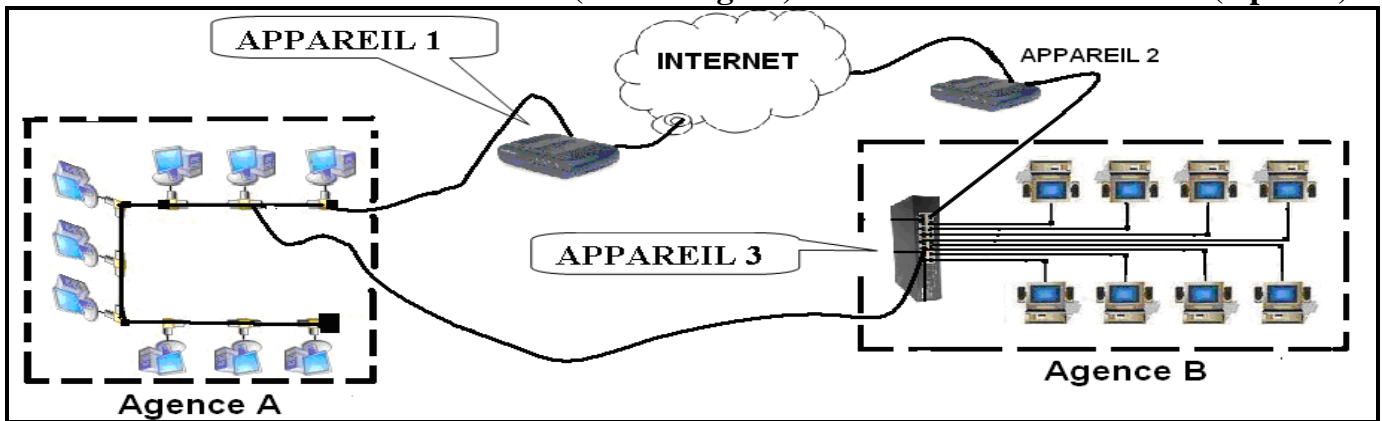 APPAREIL 1
INTERNET
APPAREIL 2
APPAREIL 3
Agence A
Agence B